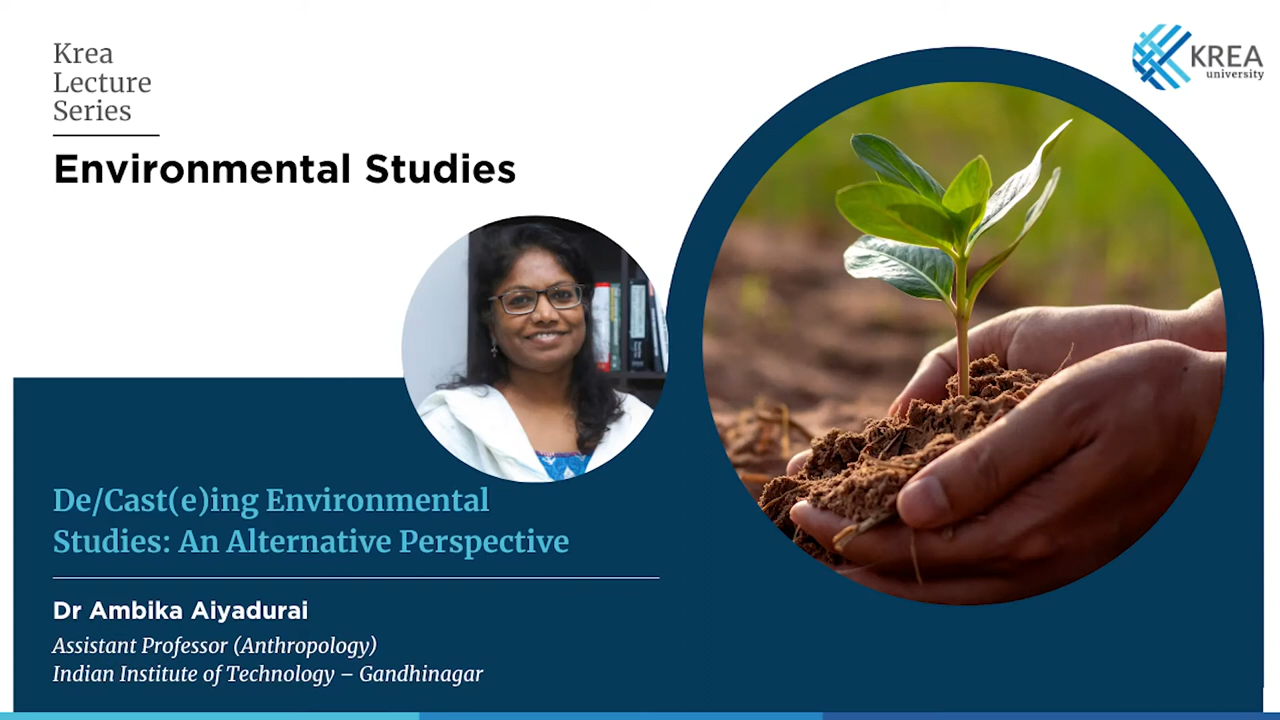 Krea
Lecture
Series
Environmental Studies
KREA
university
De/Cast(e)ing Environmental
Studies: An Alternative Perspective
Dr Ambika Aiyadurai
Assistant Professor (Anthropology)
Indian Institute of Technology – Gandhinagar